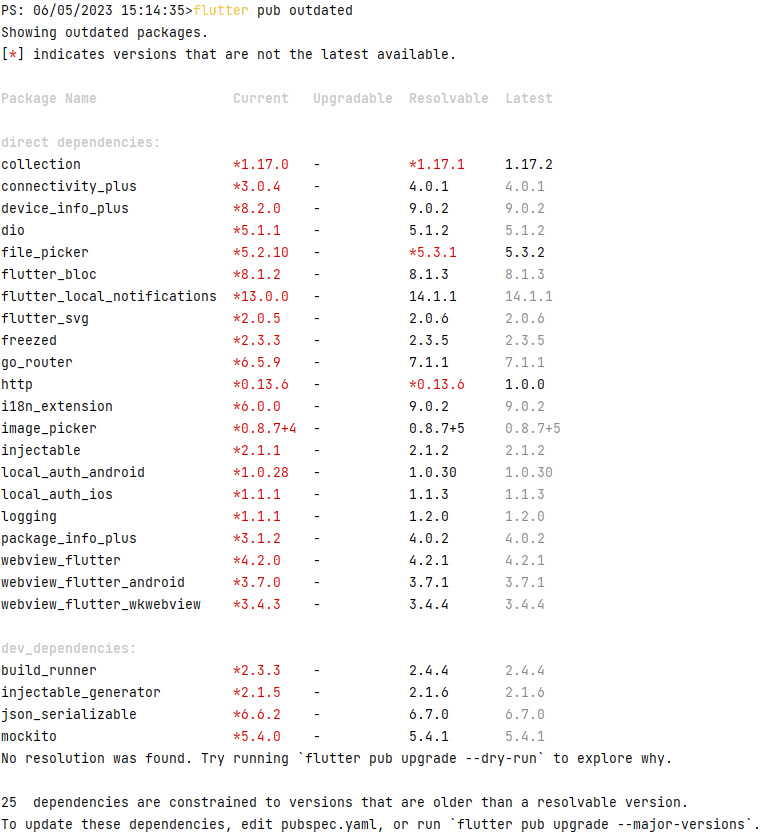 PS: 06/05/2023 15:14:35>flutter pub outdated
Showing outdated packages.
[*] indicates versions that are not the latest available.
Package Name Current Upgradable Resolvable Latest
direct dependencies:
collection *1.17.0 - *1.17.1 1.17.2
connectivity_plus *3.0.4 - 4.0.1 4.0.1
device_info_plus *8.2.0 - 9.0.2 9.0.2
dio *5.1.1 - 5.1.2 5.1.2
file_picker *5.2.10 - *5.3.1 5.3.2
flutter_bloc *8.1.2 - 8.1.3 8.1.3
flutter_local_notifications *13.0.0 - 14.1.1 14.1.1
flutter_svg *2.0.5 - 2.0.6 2.0.6
freezed *2.3.3 - 2.3.5 2.3.5
go_router *6.5.9 - 7.1.1 7.1.1
http *0.13.6 - *0.13.6 1.0.0
i18n_extension *6.0.0 - 9.0.2 9.0.2
image_picker *0.8.7+4 - 0.8.7+5 0.8.7+5
injectable *2.1.1 - 2.1.2 2.1.2
local_auth_android *1.0.28 - 1.0.30 1.0.30
local_auth_ios *1.1.1 - 1.1.3 1.1.3
logging *1.1.1 - 1.2.0 1.2.0
package_info_plus *3.1.2 - 4.0.2 4.0.2
webview_flutter *4.2.0 - 4.2.1 4.2.1
webview_flutter_android *3.7.0 - 3.7.1 3.7.1
webview_flutter_wkwebview *3.4.3 - 3.4.4 3.4.4
dev_dependencies:
build_runner *2.3.3 - 2.4.4 2.4.4
injectable_generator *2.1.5 - 2.1.6 2.1.6
json_serializable *6.6.2 - 6.7.0 6.7.0
mockito *5.4.0 - 5.4.1 5.4.1
No resolution was found. Try running `flutter pub upgrade --dry-run` to explore why.
25  dependencies are constrained to versions that are older than a resolvable version.
To update these dependencies, edit pubspec.yaml, or run `flutter pub upgrade --major-versions`.